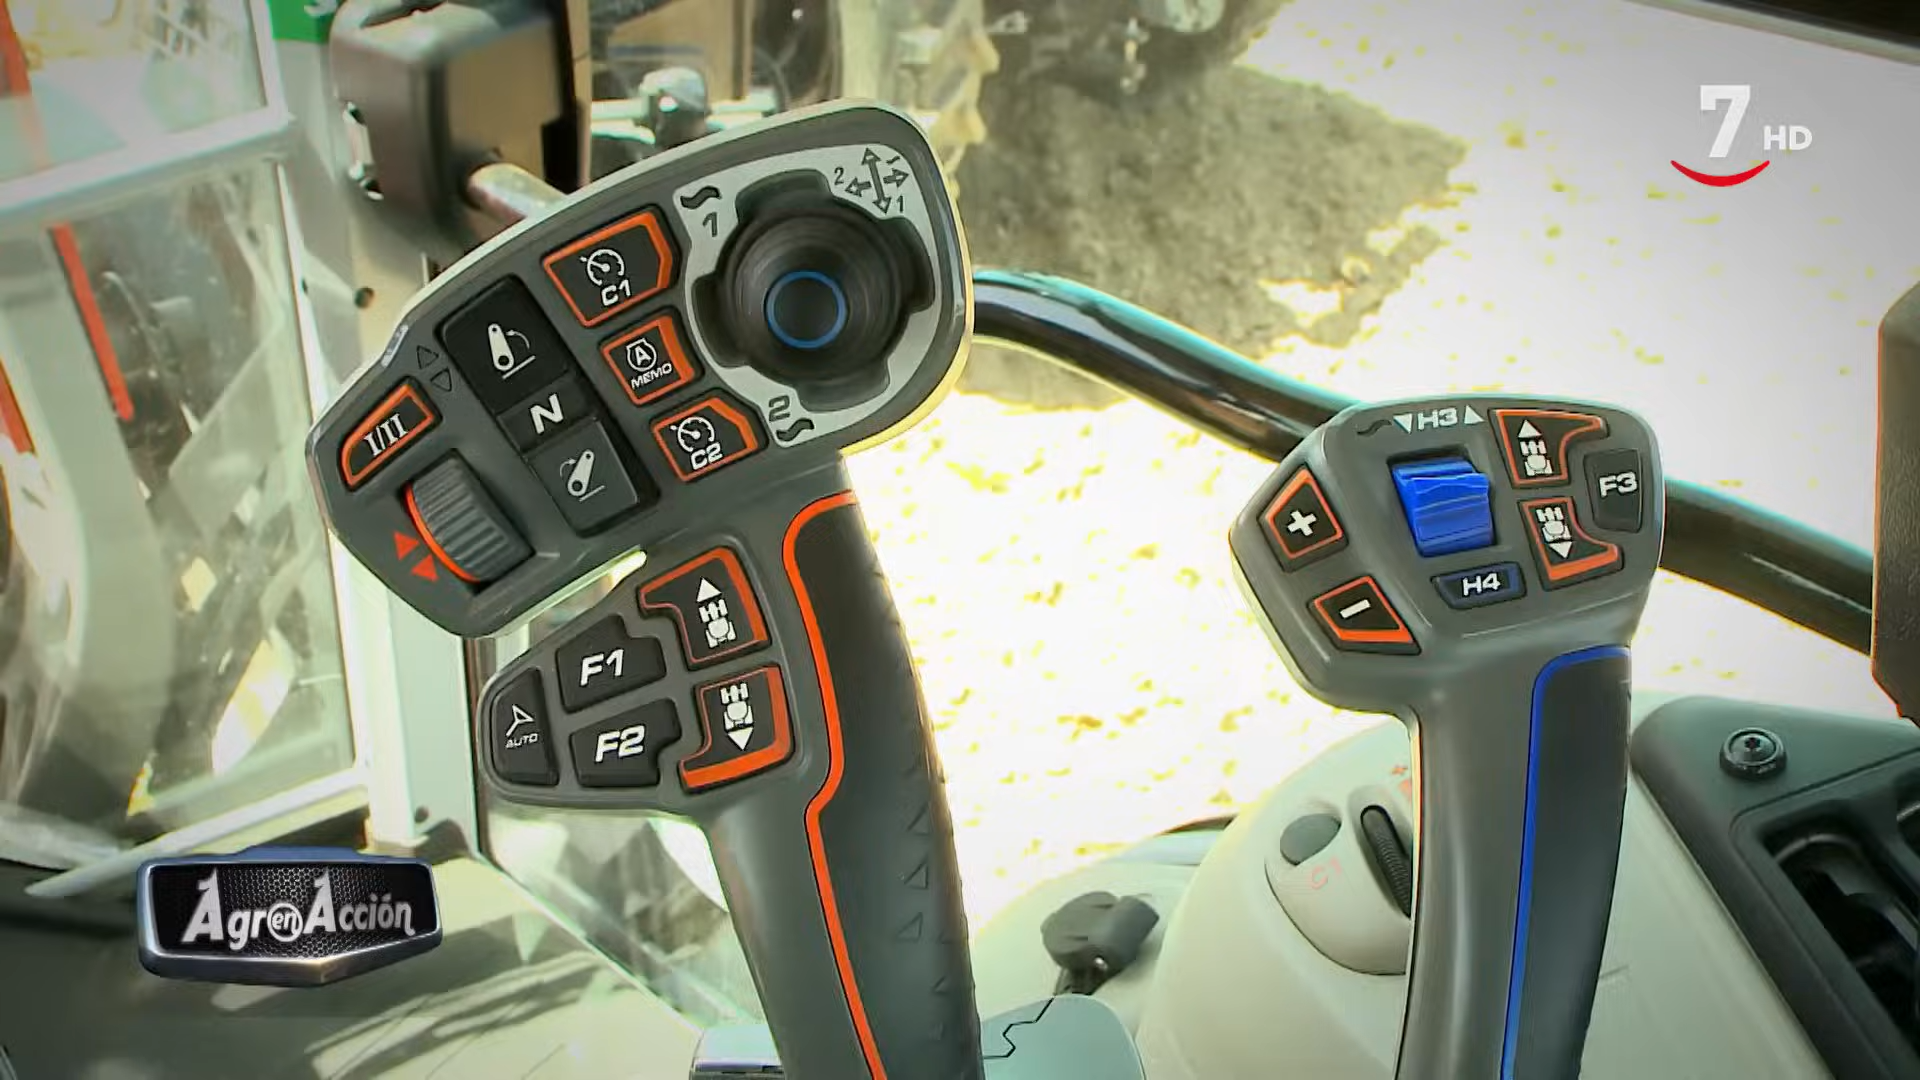 7 HD
2
1
1
C1
A
MEMO
2
C2
N
I/II
F1
F2
AUTO
H3
F3
+
−
H4
C1
Agr en Acción